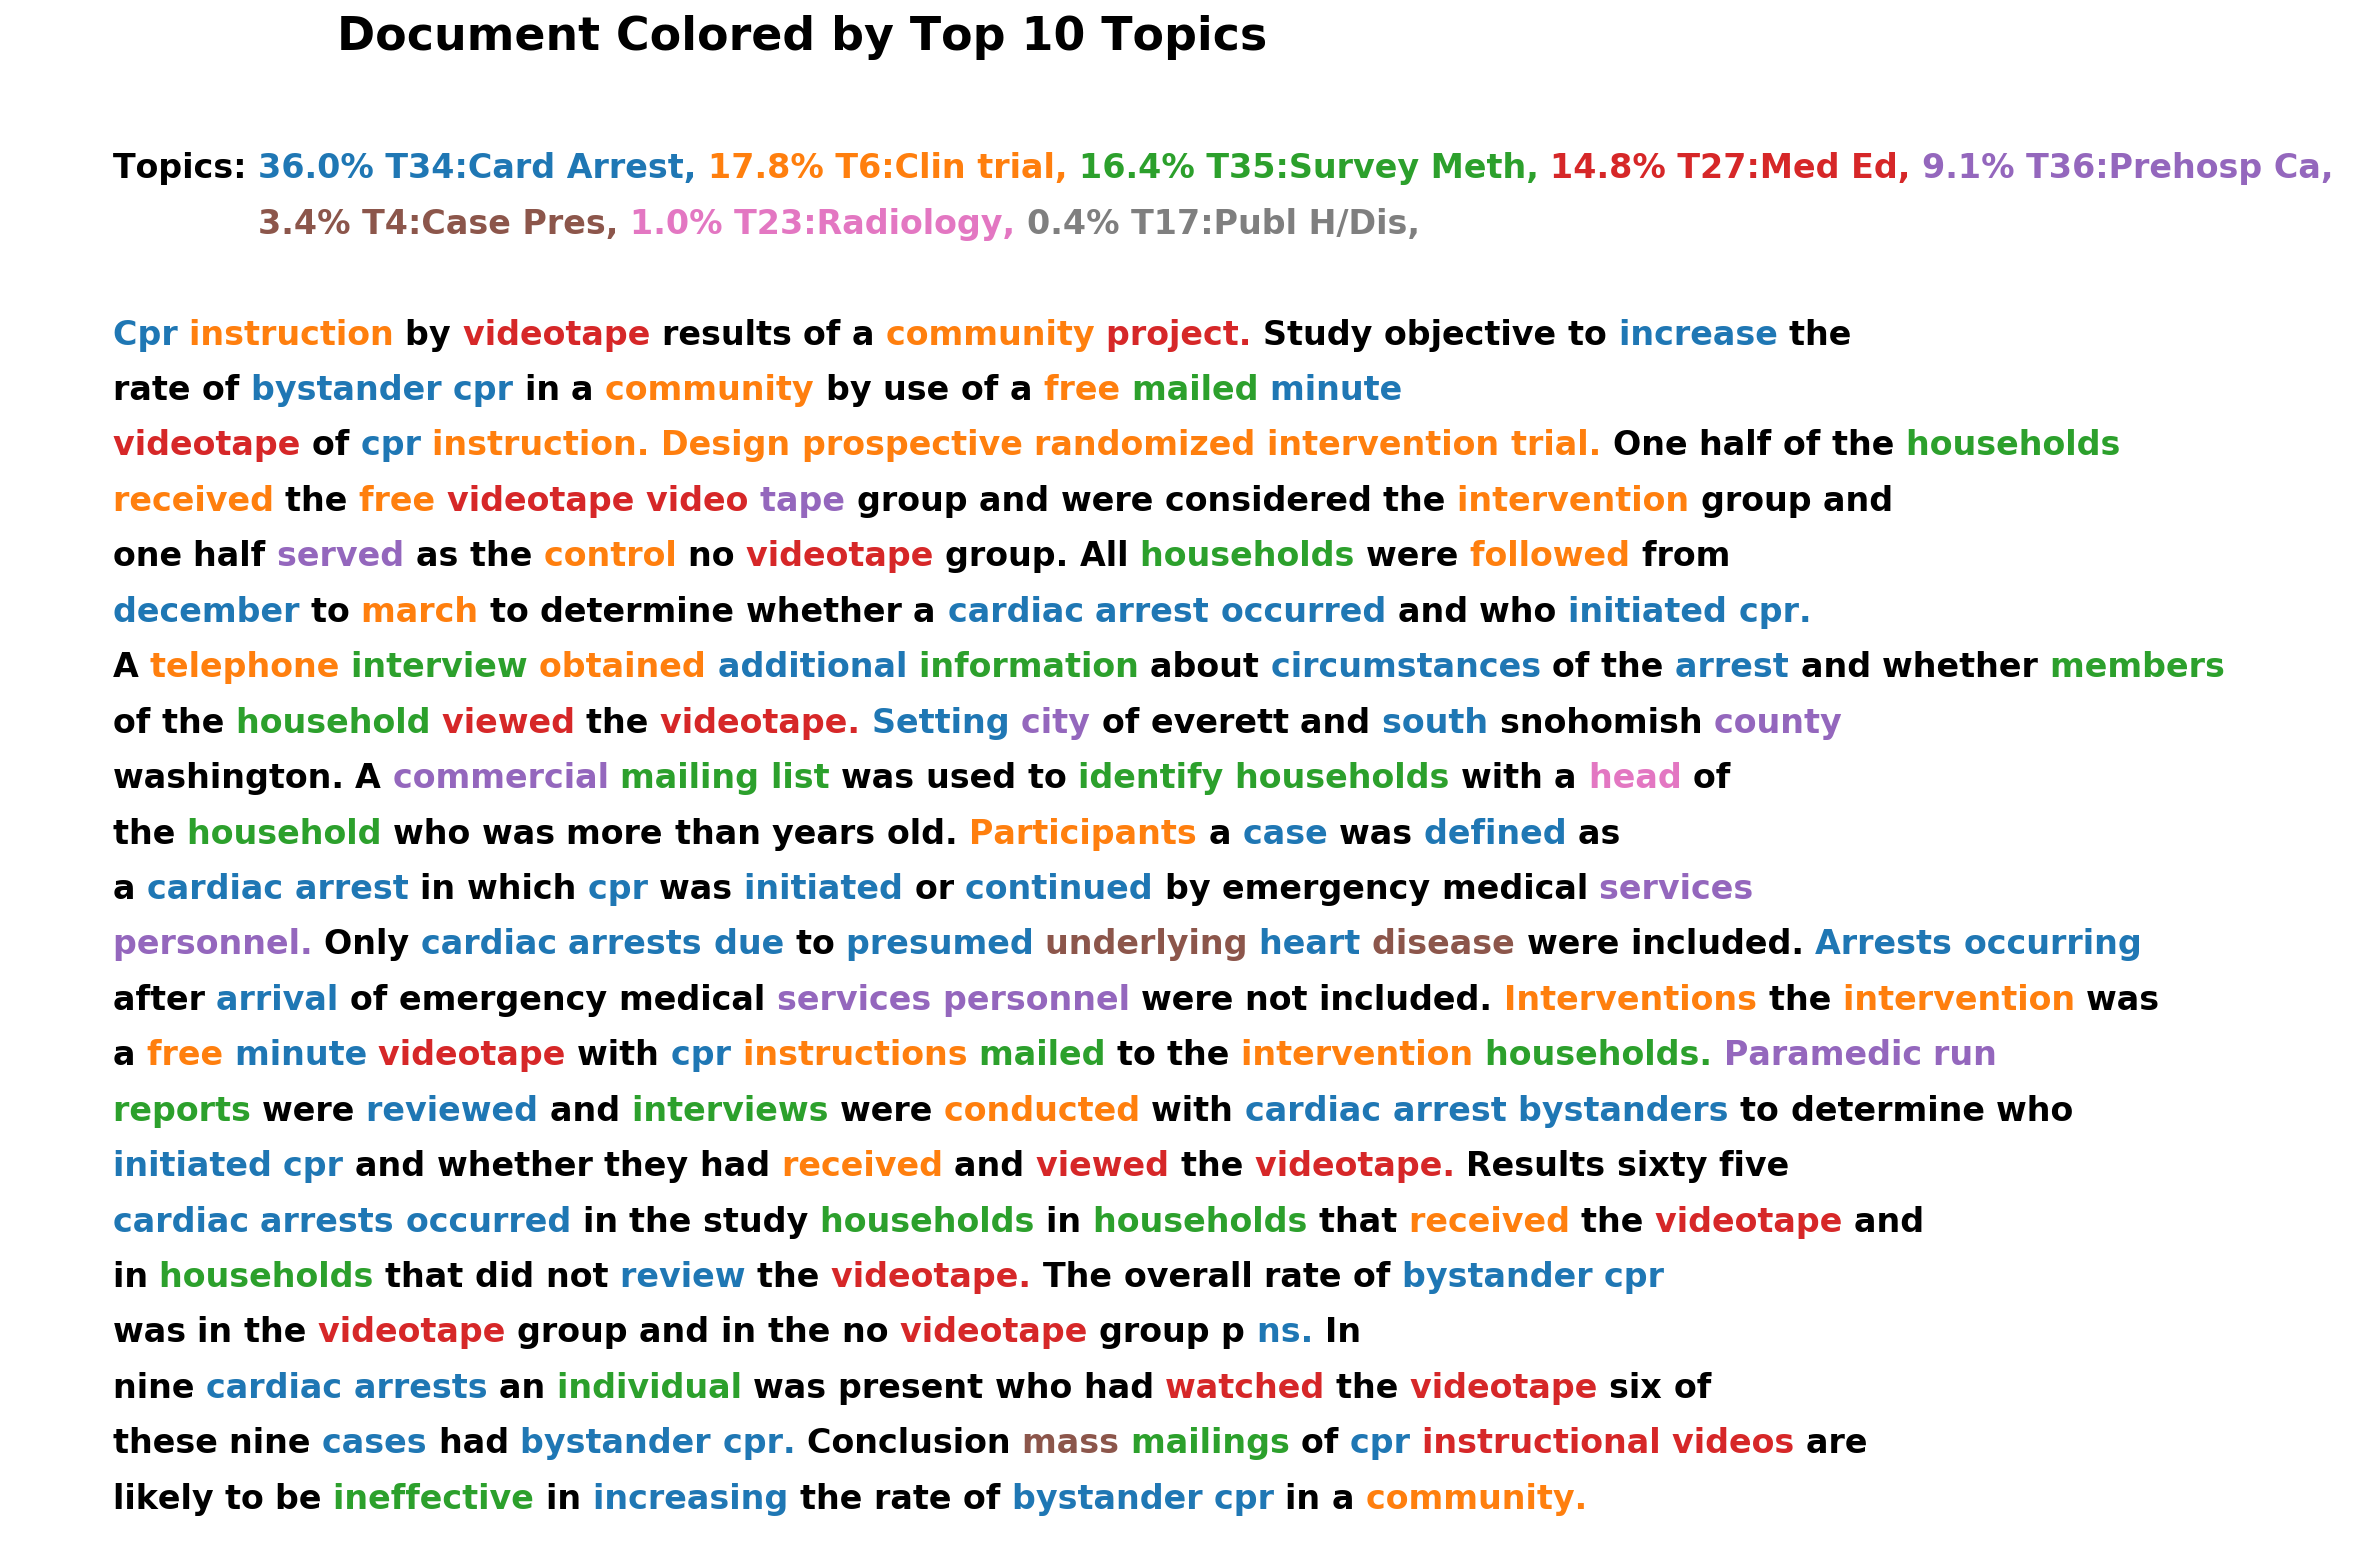 Document Colored by Top 10 Topics
Topics: 36.0% T34:Card Arrest, 17.8% T6:Clin trial, 16.4% T35:Survey Meth, 14.8% T27:Med Ed, 9.1% T36:Prehosp Ca,
3.4% T4:Case Pres, 1.0% T23:Radiology, 0.4% T17:Publ H/Dis,
Cpr instruction by videotape results of a community project. Study objective to increase the
rate of bystander cpr in a community by use of a free mailed minute
videotape of cpr instruction. Design prospective randomized intervention trial. One half of the households
received the free videotape video tape group and were considered the intervention group and
one half served as the control no videotape group. All households were followed from
december to march to determine whether a cardiac arrest occurred and who initiated cpr.
A telephone interview obtained additional information about circumstances of the arrest and whether members
of the household viewed the videotape. Setting city of everett and south snohomish county
washington. A commercial mailing list was used to identify households with a head of
the household who was more than years old. Participants a case was defined as
a cardiac arrest in which cpr was initiated or continued by emergency medical services
personnel. Only cardiac arrests due to presumed underlying heart disease were included. Arrests occurring
after arrival of emergency medical services personnel were not included. Interventions the intervention was
a free minute videotape with cpr instructions mailed to the intervention households. Paramedic run
reports were reviewed and interviews were conducted with cardiac arrest bystanders to determine who
initiated cpr and whether they had received and viewed the videotape. Results sixty five
cardiac arrests occurred in the study households in households that received the videotape and
in households that did not review the videotape. The overall rate of bystander cpr
was in the videotape group and in the no videotape group p ns. In
nine cardiac arrests an individual was present who had watched the videotape six of
these nine cases had bystander cpr. Conclusion mass mailings of cpr instructional videos are
likely to be ineffective in increasing the rate of bystander cpr in a community.